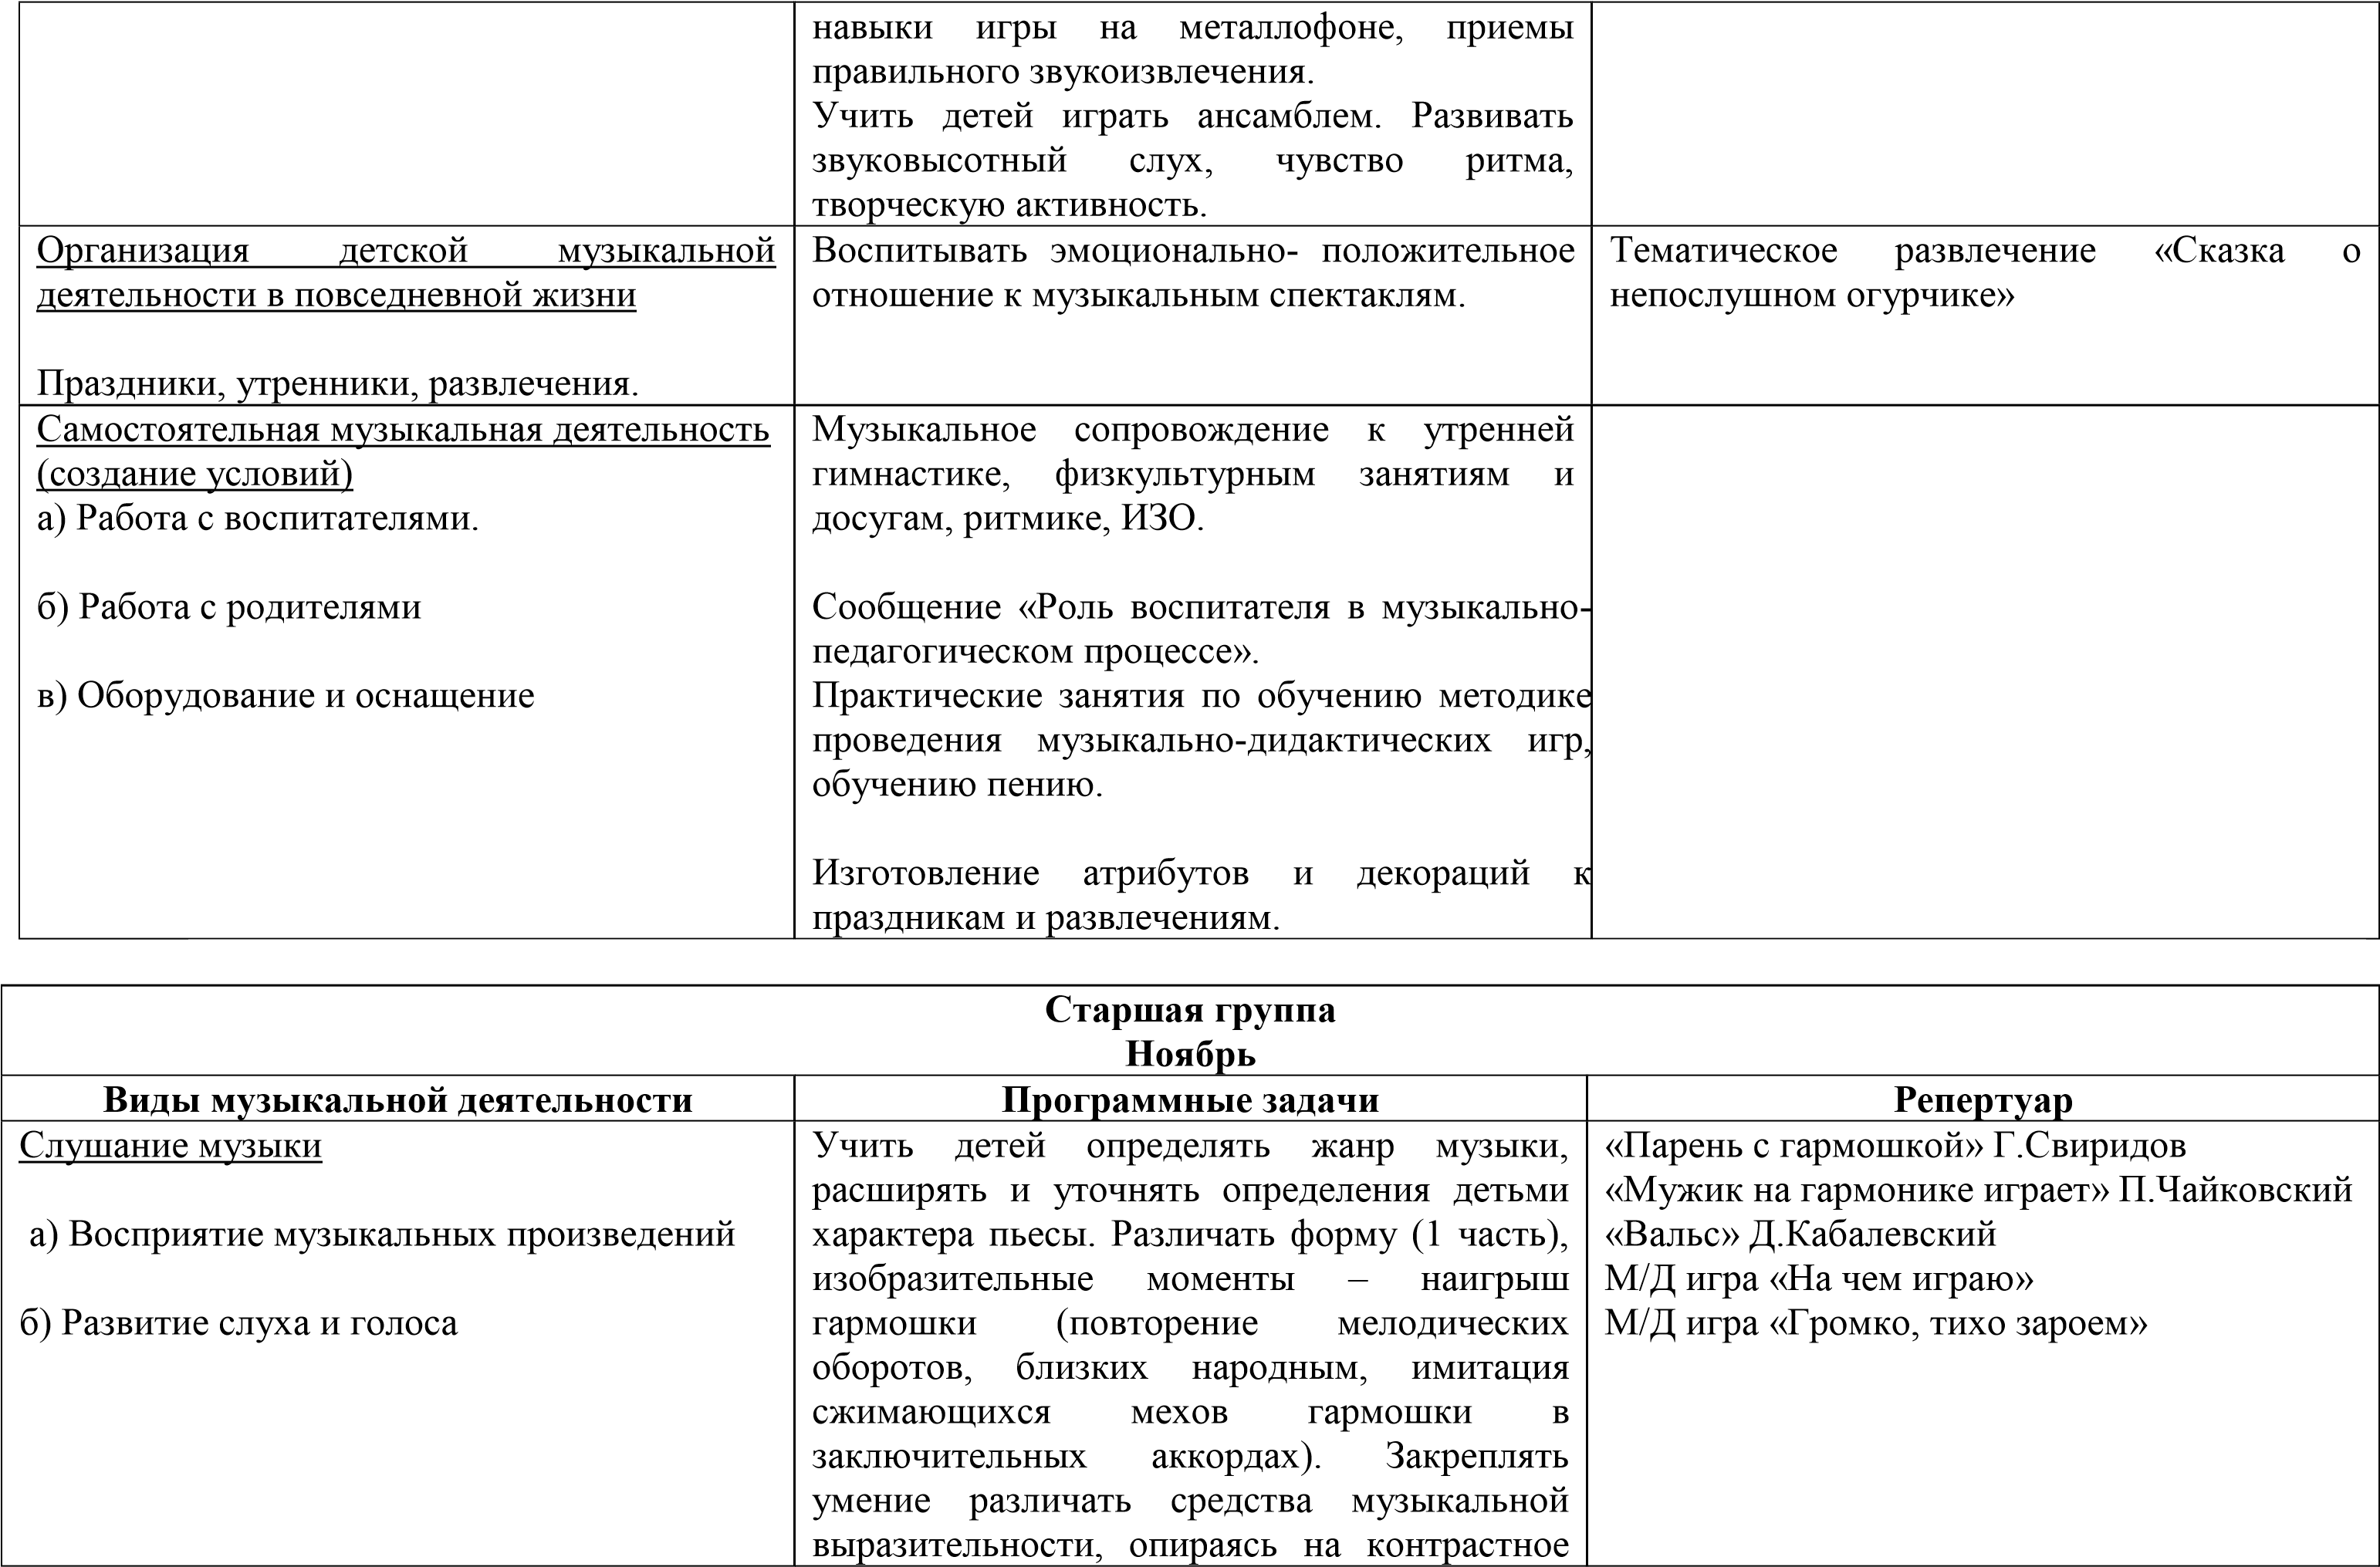 навыки игры на металлофоне, приемы
правильного звукоизвлечения.
Учить детей играть ансамблем. Развивать
звуковысотный слух, чувство ритма,
творческую активность.
Организация детской музыкальной
деятельности в повседневной жизни
Праздники, утренники, развлечения.
Воспитывать эмоционально- положительное
отношение к музыкальным спектаклям.
Тематическое развлечение «Сказка о
непослушном огурчике»
Самостоятельная музыкальная деятельность
(создание условий)
а) Работа с воспитателями.
б) Работа с родителями
в) Оборудование и оснащение
Музыкальное сопровождение к утренней
гимнастике, физкультурным занятиям и
досугам, ритмике, ИЗО.
Сообщение «Роль воспитателя в музыкально-
педагогическом процессе».
Практические занятия по обучению методике
проведения музыкально-дидактических игр,
обучению пению.
Изготовление атрибутов и декораций к
праздникам и развлечениям.
Старшая группа
Ноябрь
Виды музыкальной деятельности
Программные задачи
Репертуар
Слушание музыки
а) Восприятие музыкальных произведений
б) Развитие слуха и голоса
Учить детей определять жанр музыки,
расширять и уточнять определения детьми
характера пьесы. Различать форму (1 часть),
изобразительные моменты – наигрыш
гармошки (повторение мелодических
оборотов, близких народным, имитация
сжимающихся мехов гармошки в
заключительных аккордах). Закреплять
умение различать средства музыкальной
выразительности, опираясь на контрастное
«Парень с гармошкой» Г.Свиридов
«Мужик на гармонике играет» П.Чайковский
«Вальс» Д.Кабалевский
М/Д игра «На чем играю»
М/Д игра «Громко, тихо зароем»